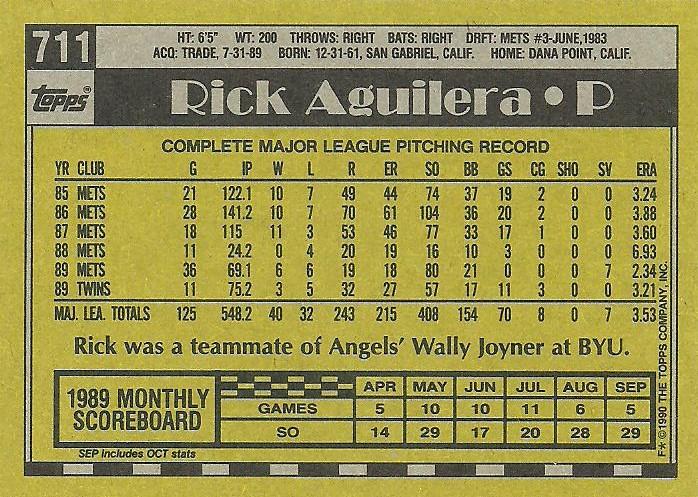 711
HT: 6'5" WT: 200 THROWS: RIGHT BATS: RIGHT DRFT: METS #3-JUNE,1983
ACQ: TRADE, 7-31-89 BORN: 12-31-61, SAN GABRIEL, CALIF. HOME: DANA POINT, CALIF.
topps®
Rick Aguilera • P
COMPLETE MAJOR LEAGUE PITCHING RECORD
YR CLUB G IP W L R ER SO BB GS CG SHO SV ERA
85 METS 21 122.1 10 7 49 44 74 37 19 2 0 0 3.24
86 METS 28 141.2 10 7 70 61 104 36 20 2 0 0 3.88
87 METS 18 115 11 3 53 46 77 33 17 1 0 0 3.60
88 METS 11 24.2 0 4 20 19 16 10 3 0 0 0 6.93
89 METS 36 69.1 6 6 19 18 80 21 0 0 0 7 2.34
89 TWINS 11 75.2 3 5 32 27 57 17 11 3 0 0 3.21
MAJ. LEA. TOTALS 125 548.2 40 32 243 215 408 154 70 8 0 7 3.53
Rick was a teammate of Angels' Wally Joyner at BYU.
1989 MONTHLY SCOREBOARD
APR MAY JUN JUL AUG SEP
GAMES 5 10 10 11 6 5
SO 14 29 17 20 28 29
SEP includes OCT stats
F* ©1990 THE TOPPS COMPANY, INC.